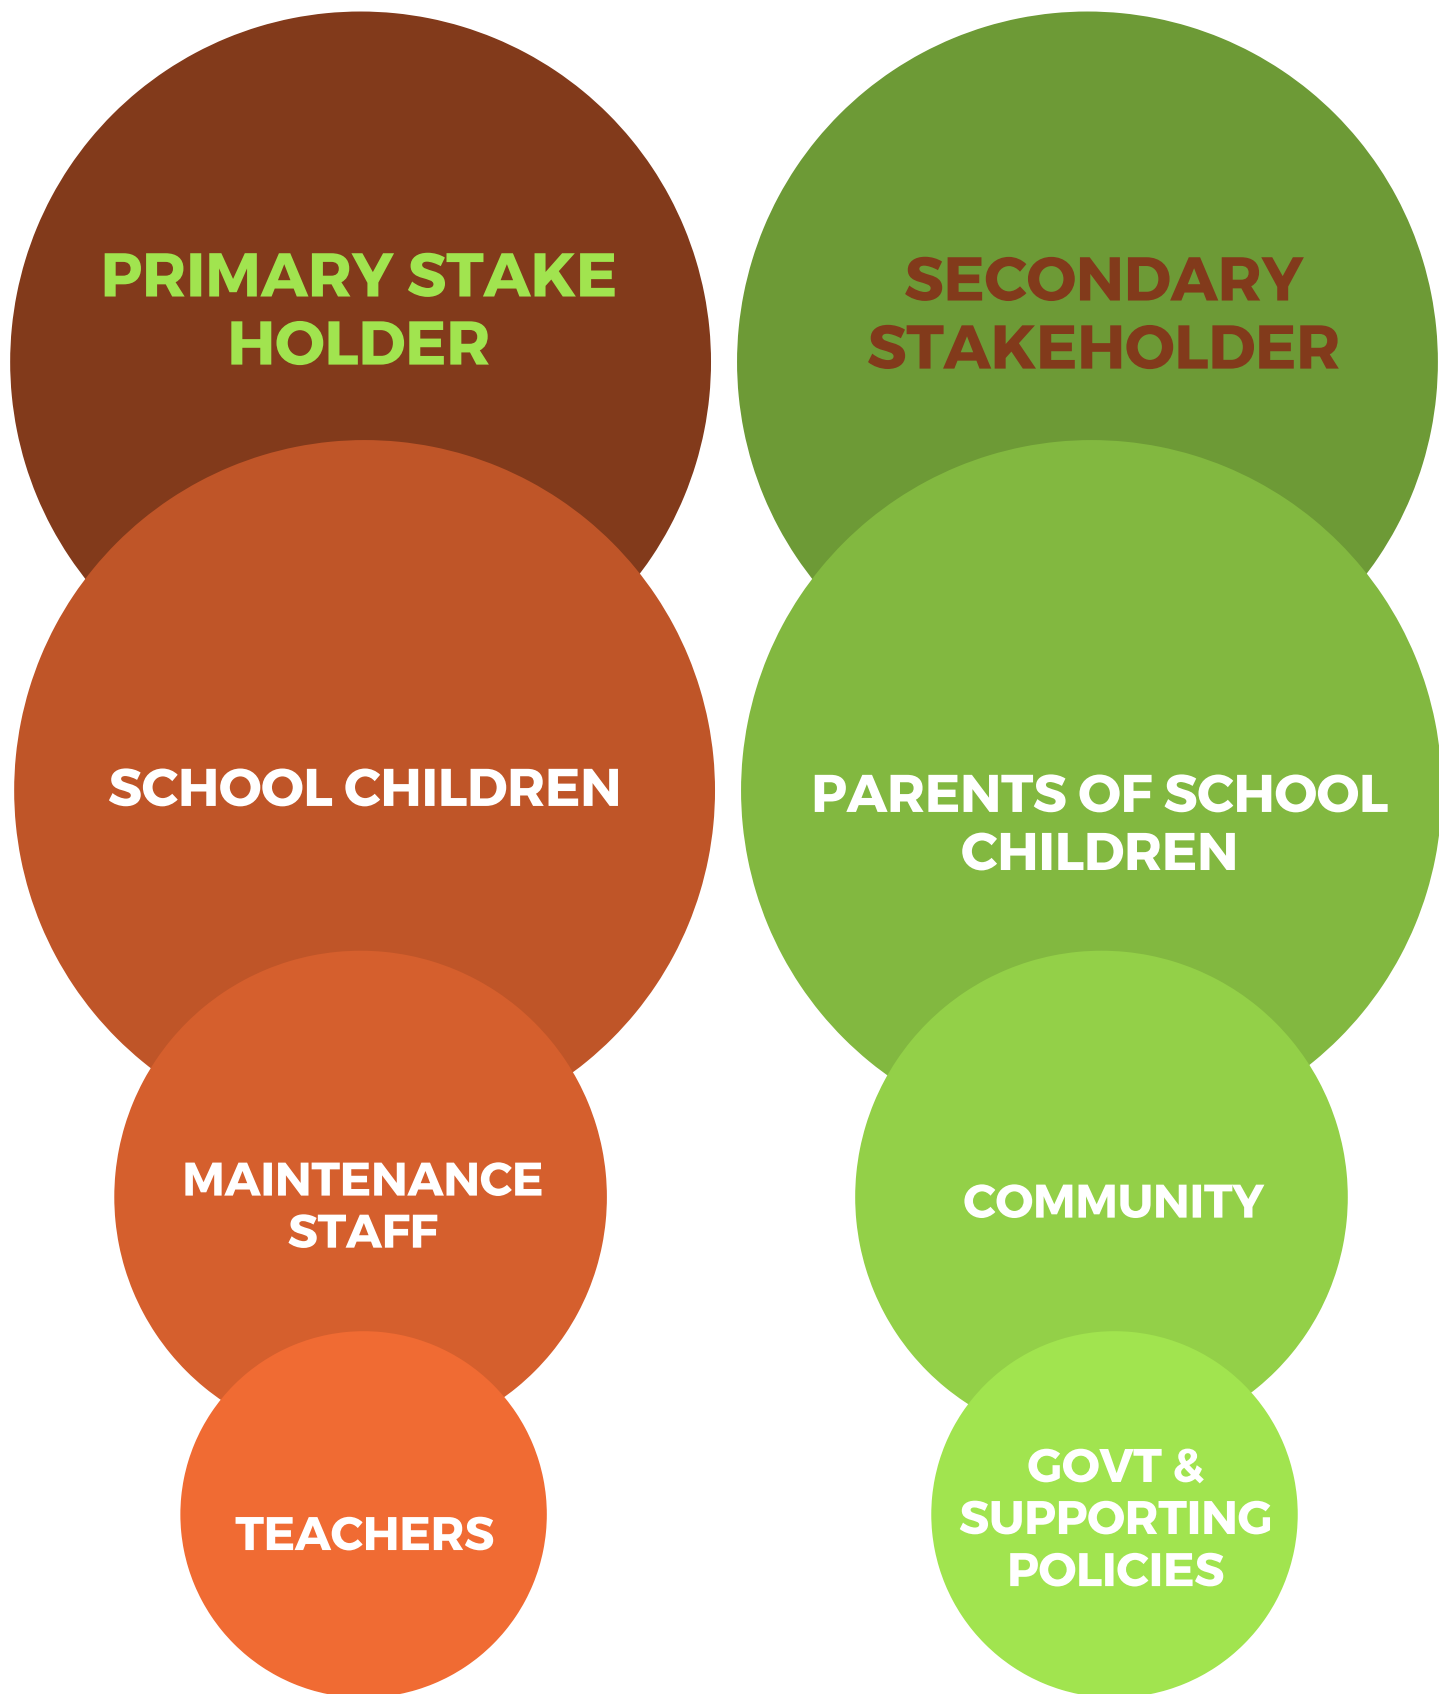 PRIMARY STAKE
HOLDER
SCHOOL CHILDREN
MAINTENANCE
STAFF
TEACHERS
SECONDARY
STAKEHOLDER
PARENTS OF SCHOOL
CHILDREN
COMMUNITY
GOVT &
SUPPORTING
POLICIES